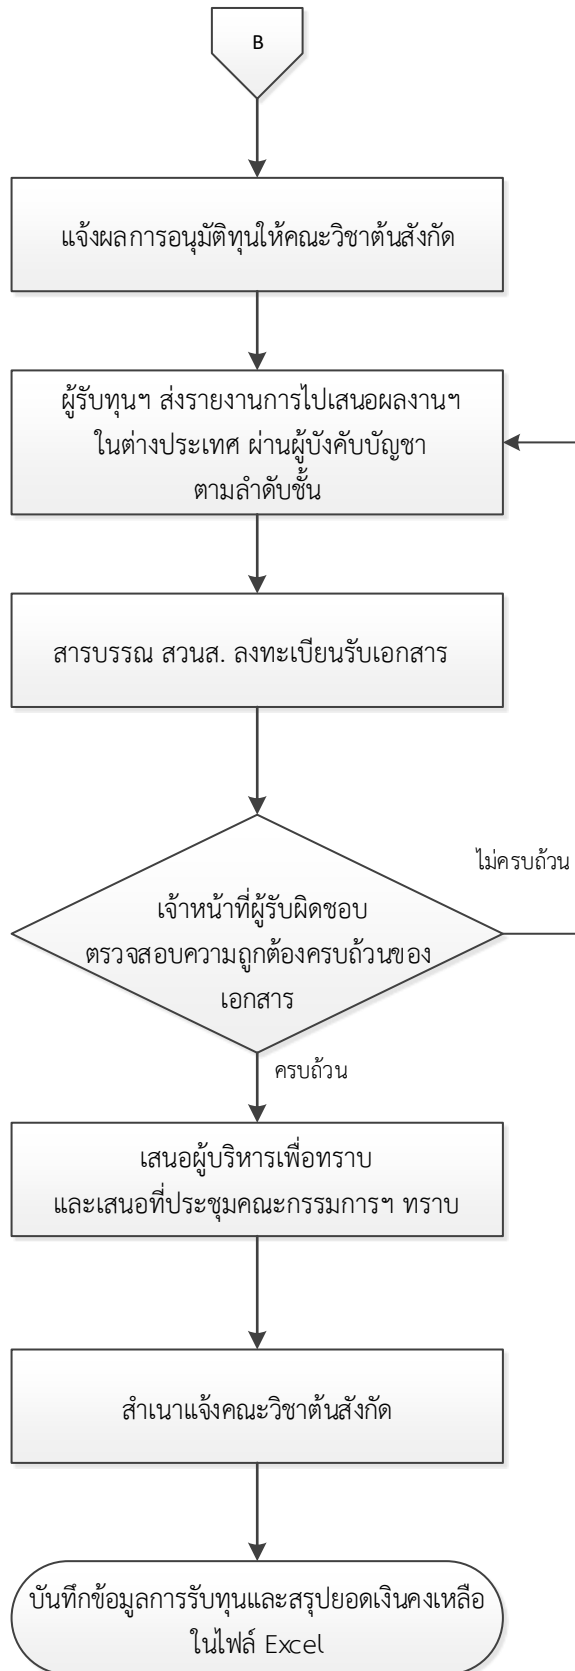 B
แจ้งผลการอนุมัติทุนให้คณะวิชาต้นสังกัด
ผู้รับทุนฯ ส่งรายงานการไปเสนอผลงานฯ
ในต่างประเทศ ผ่านผู้บังคับบัญชา
ตามลำดับชั้น
สารบรรณ สวนส. ลงทะเบียนรับเอกสาร
ไม่ครบถ้วน
เจ้าหน้าที่ผู้รับผิดชอบ
ตรวจสอบความถูกต้องครบถ้วนของ
เอกสาร
ครบถ้วน
เสนอผู้บริหารเพื่อทราบ
และเสนอที่ประชุมคณะกรรมการฯ ทราบ
สำเนาแจ้งคณะวิชาต้นสังกัด
บันทึกข้อมูลการรับทุนและสรุปยอดเงินคงเหลือ
ในไฟล์ Excel